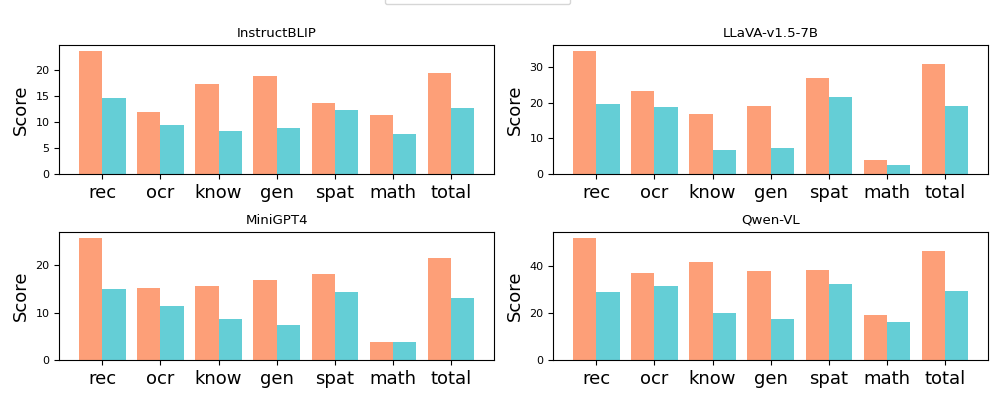 InstructBLIP
Score
20
15
10
5
0
rec ocr know gen spat math total
LLaVA-v1.5-7B
Score
30
20
10
0
rec ocr know gen spat math total
MiniGPT4
Score
20
10
0
rec ocr know gen spat math total
Qwen-VL
Score
40
20
0
rec ocr know gen spat math total